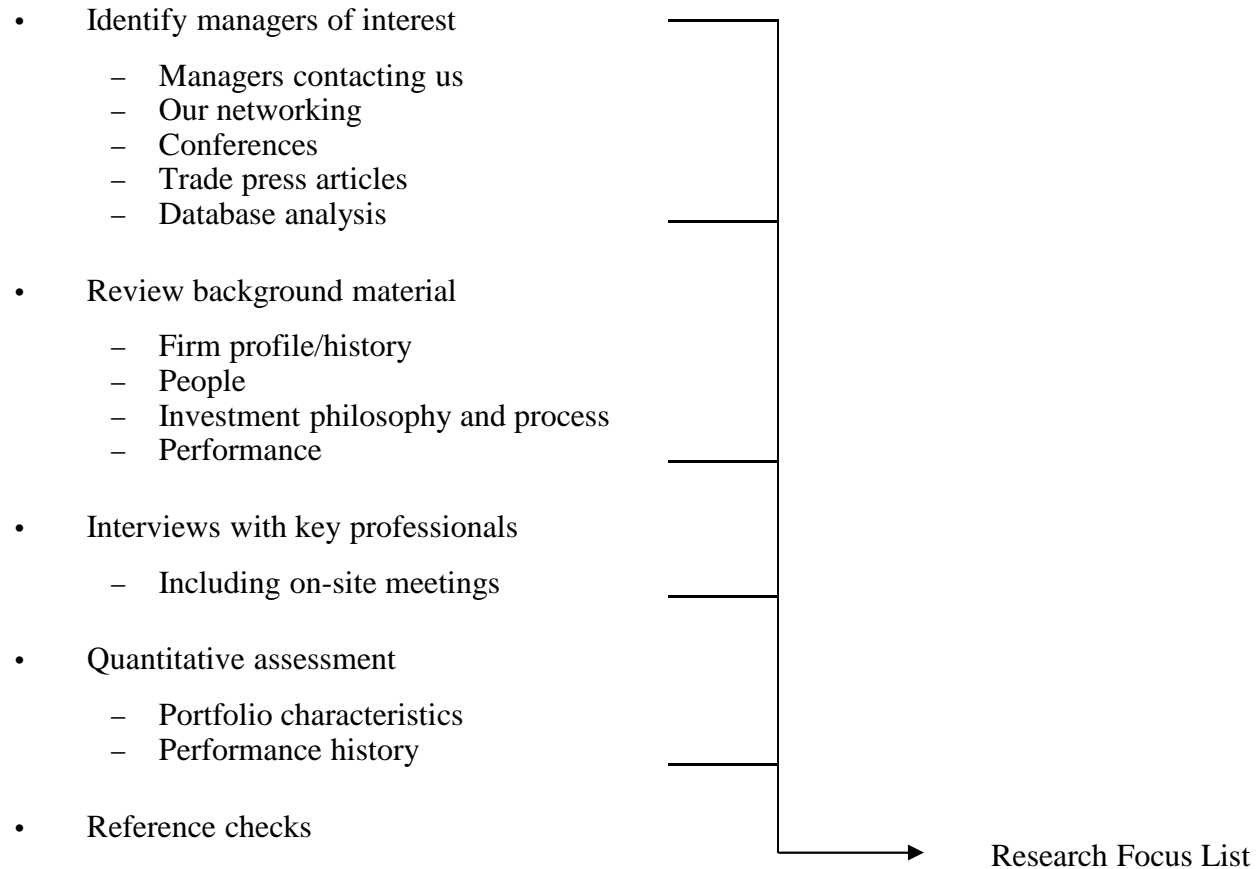 • Identify managers of interest
– Managers contacting us
– Our networking
– Conferences
– Trade press articles
– Database analysis
• Review background material
– Firm profile/history
– People
– Investment philosophy and process
– Performance
• Interviews with key professionals
– Including on-site meetings
• Quantitative assessment
– Portfolio characteristics
– Performance history
• Reference checks
Research Focus List